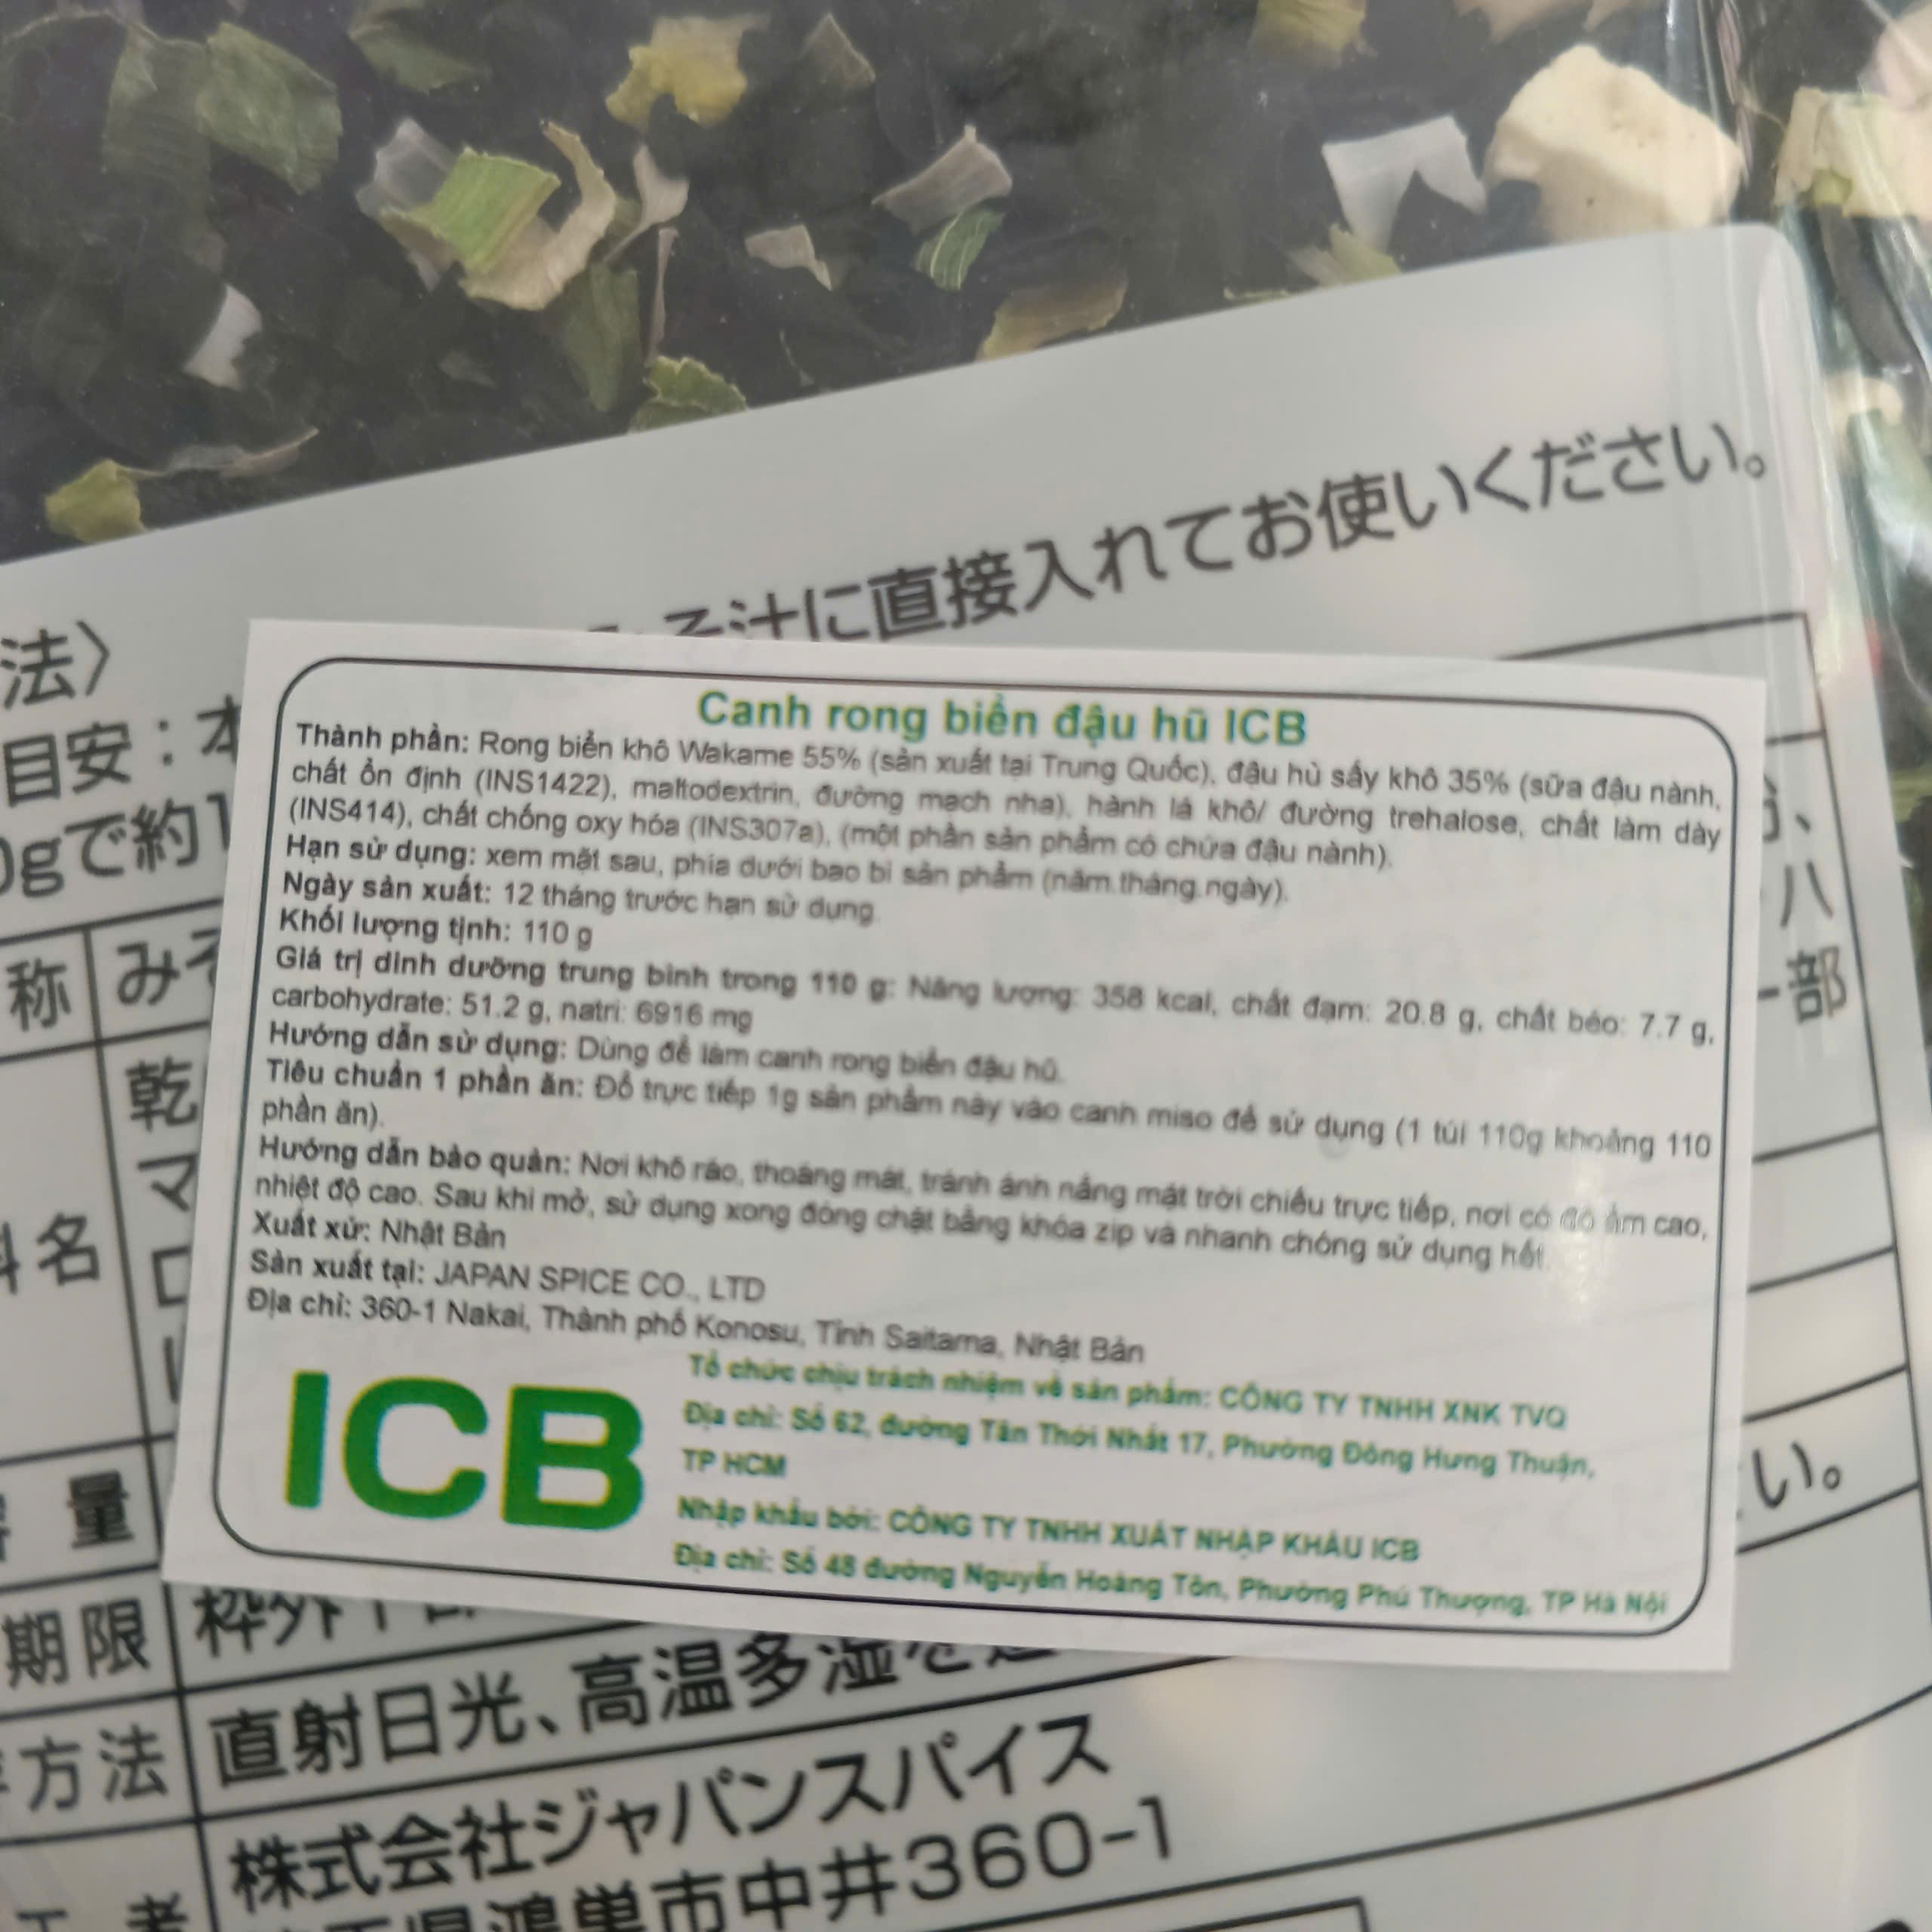 み そ汁に直接入れてお使いください。
法〉
目安：本
0gで約1
称 みそ
八
一部
乾
マ
料名
ロ
Canh rong biển đậu hũ ICB
Thành phần: Rong biển khô Wakame 55% (sản xuất tại Trung Quốc), đậu hũ sấy khô 35% (sữa đậu nành,
chất ổn định (INS1422), maltodextrin, đường mạch nha), hành lá khô/ đường trehalose, chất làm dày
(INS414), chất chống oxy hóa (INS307a), (một phần sản phẩm có chứa đậu nành).
Hạn sử dụng: xem mặt sau, phía dưới bao bì sản phẩm (năm.tháng.ngày).
Ngày sản xuất: 12 tháng trước hạn sử dụng
Khối lượng tịnh: 110 g
Giá trị dinh dưỡng trung bình trong 110 g: Năng lượng: 358 kcal, chất đạm: 20.8 g, chất béo: 7.7 g,
carbohydrate: 51.2 g, natri: 6916 mg
Hướng dẫn sử dụng: Dùng để làm canh rong biển đậu hũ.
Tiêu chuẩn 1 phần ăn: Đổ trực tiếp 1g sản phẩm này vào canh miso để sử dụng (1 túi 110g khoảng 110
phần ăn).
Hướng dẫn bảo quản: Nơi khô ráo, thoáng mát, tránh ánh nắng mặt trời chiếu trực tiếp, nơi có độ ẩm cao,
nhiệt độ cao. Sau khi mở, sử dụng xong đóng chặt bằng khóa zip và nhanh chóng sử dụng hết.
Xuất xứ: Nhật Bản
Sản xuất tại: JAPAN SPICE CO., LTD
Địa chỉ: 360-1 Nakai, Thành phố Konosu, Tỉnh Saitama, Nhật Bản
ICB
Tổ chức chịu trách nhiệm về sản phẩm: CÔNG TY TNHH XNK TVQ
Địa chỉ: Số 62, đường Tân Thới Nhất 17, Phường Đông Hưng Thuận,
TP HCM
Nhập khẩu bởi: CÔNG TY TNHH XUẤT NHẬP KHẨU ICB
Địa chỉ: Số 48 đường Nguyễn Hoàng Tôn, Phường Phú Thượng, TP Hà Nội
量
い。
期限 枠外下部
方法 直射日光、高温多湿を避
株式会社ジャパンスパイス
鴻巣市中井360-1
者